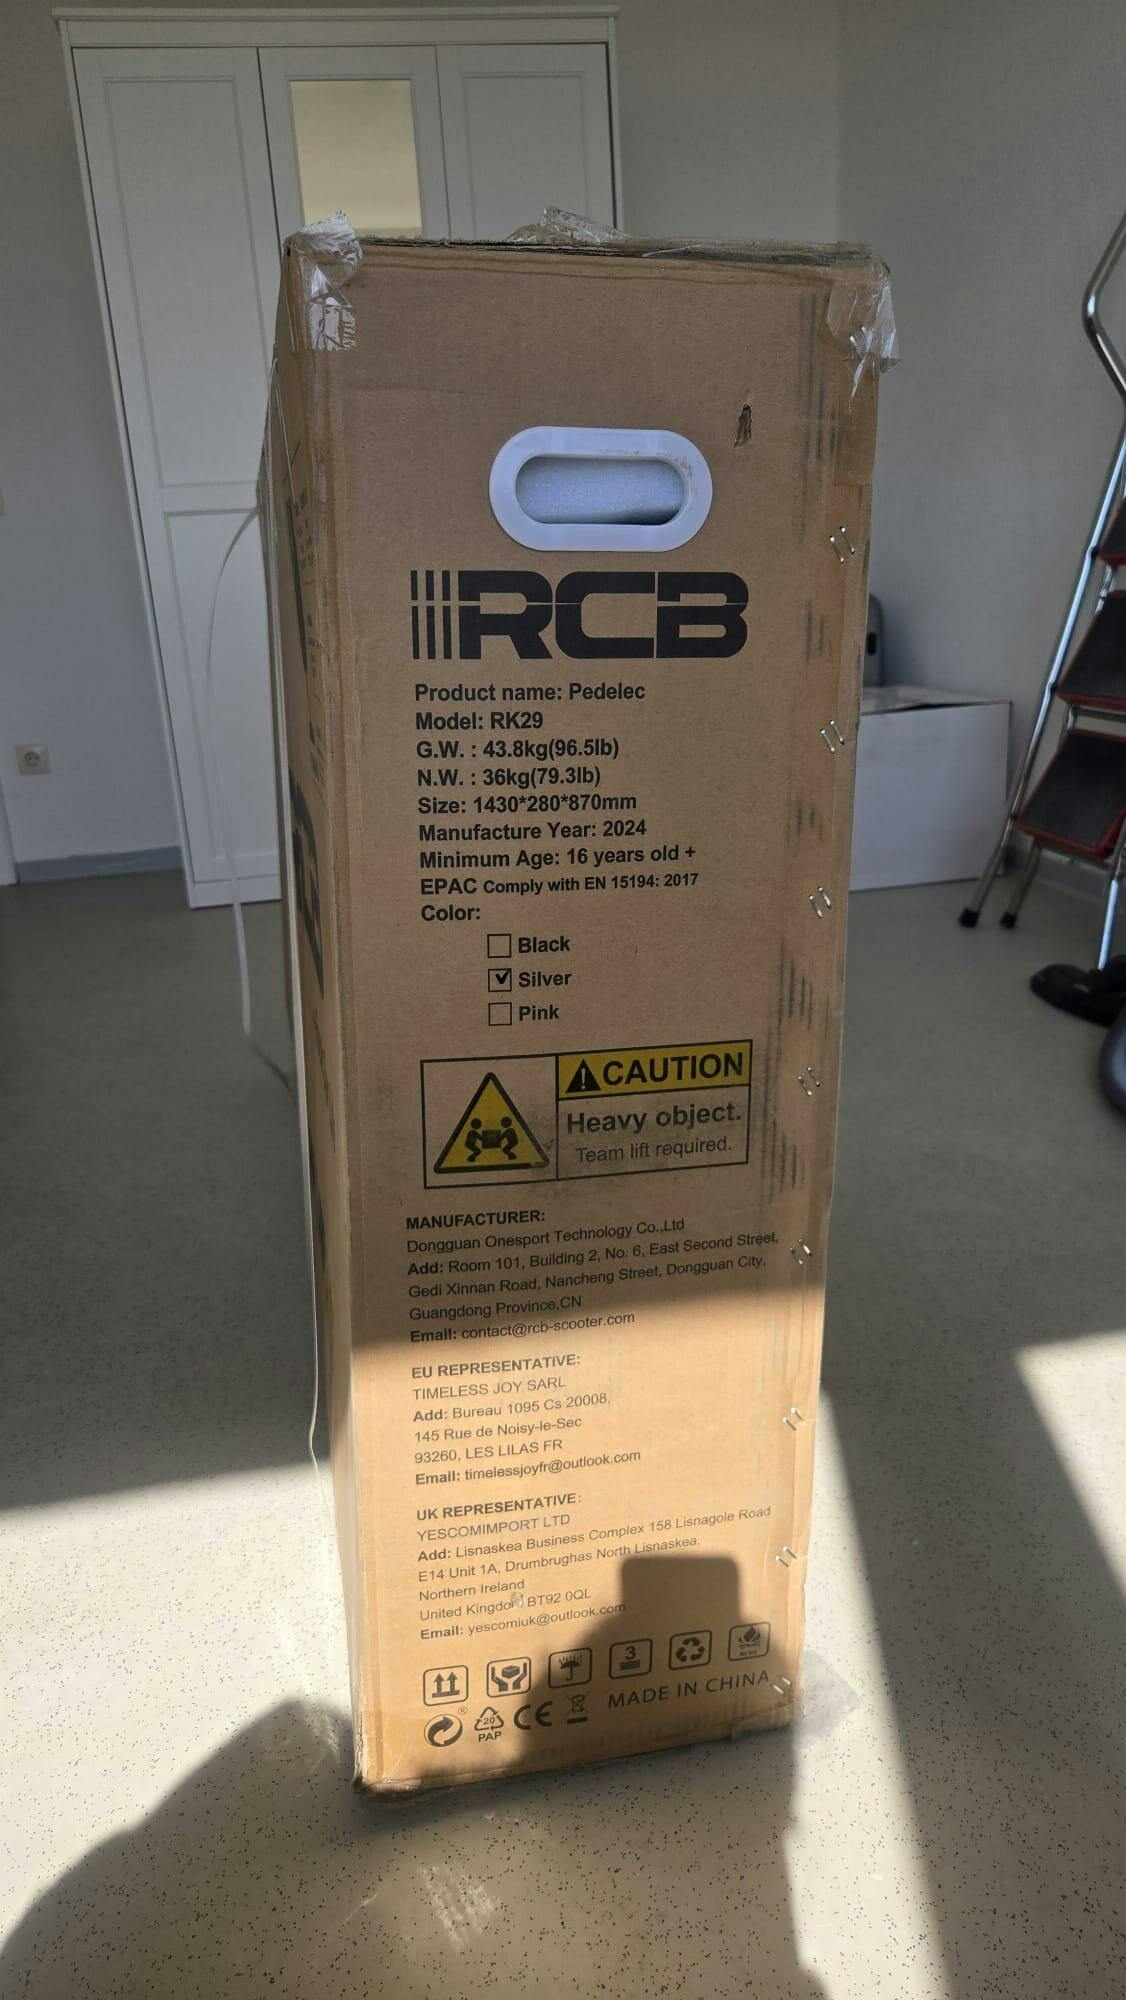 RCB
Product name: Pedelec
Model: RK29
G.W. : 43.8kg(96.5lb)
N.W. : 36kg(79.3lb)
Size: 1430*280*870mm
Manufacture Year: 2024
Minimum Age: 16 years old +
EPAC Comply with EN 15194: 2017
Color:
Black
Silver
Pink
CAUTION
Heavy object.
Team lift required.
MANUFACTURER:
Dongguan Onesport Technology Co.,Ltd
Add: Room 101, Building 2, No. 6, East Second Street,
Gedi Xinnan Road, Nancheng Street, Dongguan City,
Guangdong Province,CN
Email: contact@rcb-scooter.com
EU REPRESENTATIVE:
TIMELESS JOY SARL
Add: Bureau 1095 Cs 20008,
145 Rue de Noisy-le-Sec
93260, LES LILAS FR
Email: timelessjoyfr@outlook.com
UK REPRESENTATIVE:
YESCOMIMPORT LTD
Add: Lisnaskea Business Complex 158 Lisnagole Road
E14 Unit 1A, Drumbrughas North Lisnaskea,
Northern Ireland
United BT92 0QL
Email: yescomiuk@outlook.com
3
® 20 PAP CE MADE IN CHINA